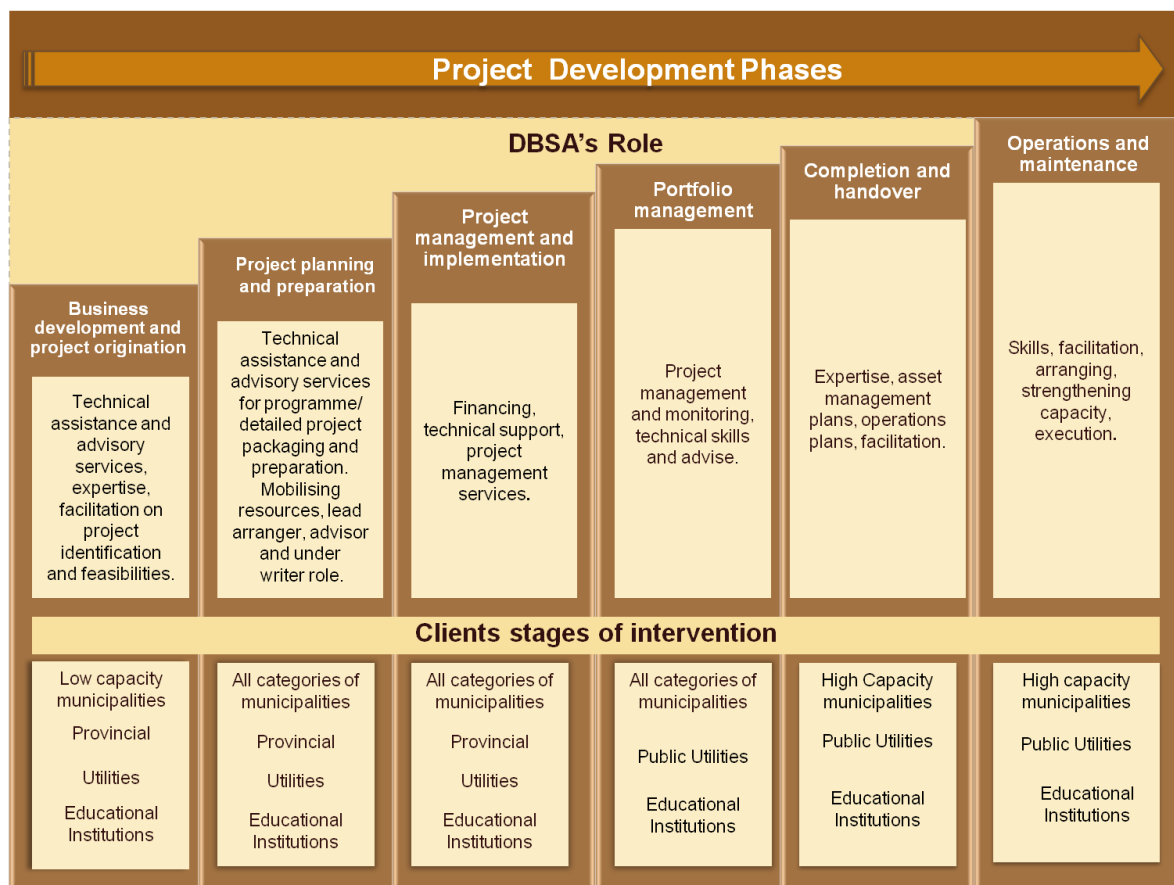 Project Development Phases
DBSA's Role
Business
development and
project origination
Technical
assistance and
advisory
services,
expertise,
facilitation on
project
identification
and feasibilities.
Project planning
and preparation
Technical
assistance and
advisory services
for programme/
detailed project
packaging and
preparation.
Mobilising
resources, lead
arranger, advisor
and under
writer role.
Project
management and
implementation
Financing,
technical support,
project
management
services.
Portfolio
management
Project
management
and monitoring,
technical skills
and advise.
Completion and
handover
Expertise, asset
management
plans, operations
plans, facilitation.
Operations and
maintenance
Skills, facilitation,
arranging,
strengthening
capacity,
execution.
Clients stages of intervention
Low capacity
municipalities
Provincial
Utilities
Educational
Institutions
All categories of
municipalities
Provincial
Utilities
Educational
Institutions
All categories of
municipalities
Provincial
Utilities
Educational
Institutions
All categories of
municipalities
Public Utilities
Educational
Institutions
High Capacity
municipalities
Public Utilities
Educational
Institutions
High capacity
municipalities
Public Utilities
Educational
Institutions